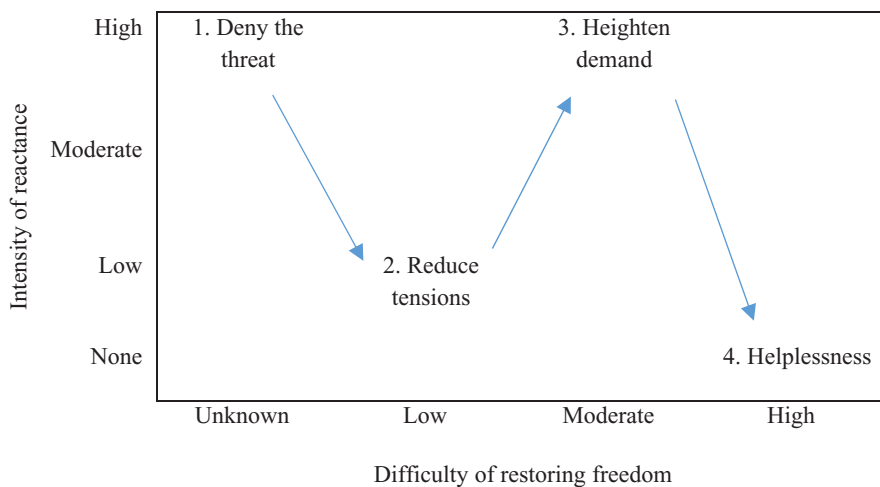 High
1. Deny the
threat
3. Heighten
demand
Moderate
Low
2. Reduce
tensions
None
4. Helplessness
Intensity of reactance
Unknown
Low
Moderate
High
Difficulty of restoring freedom